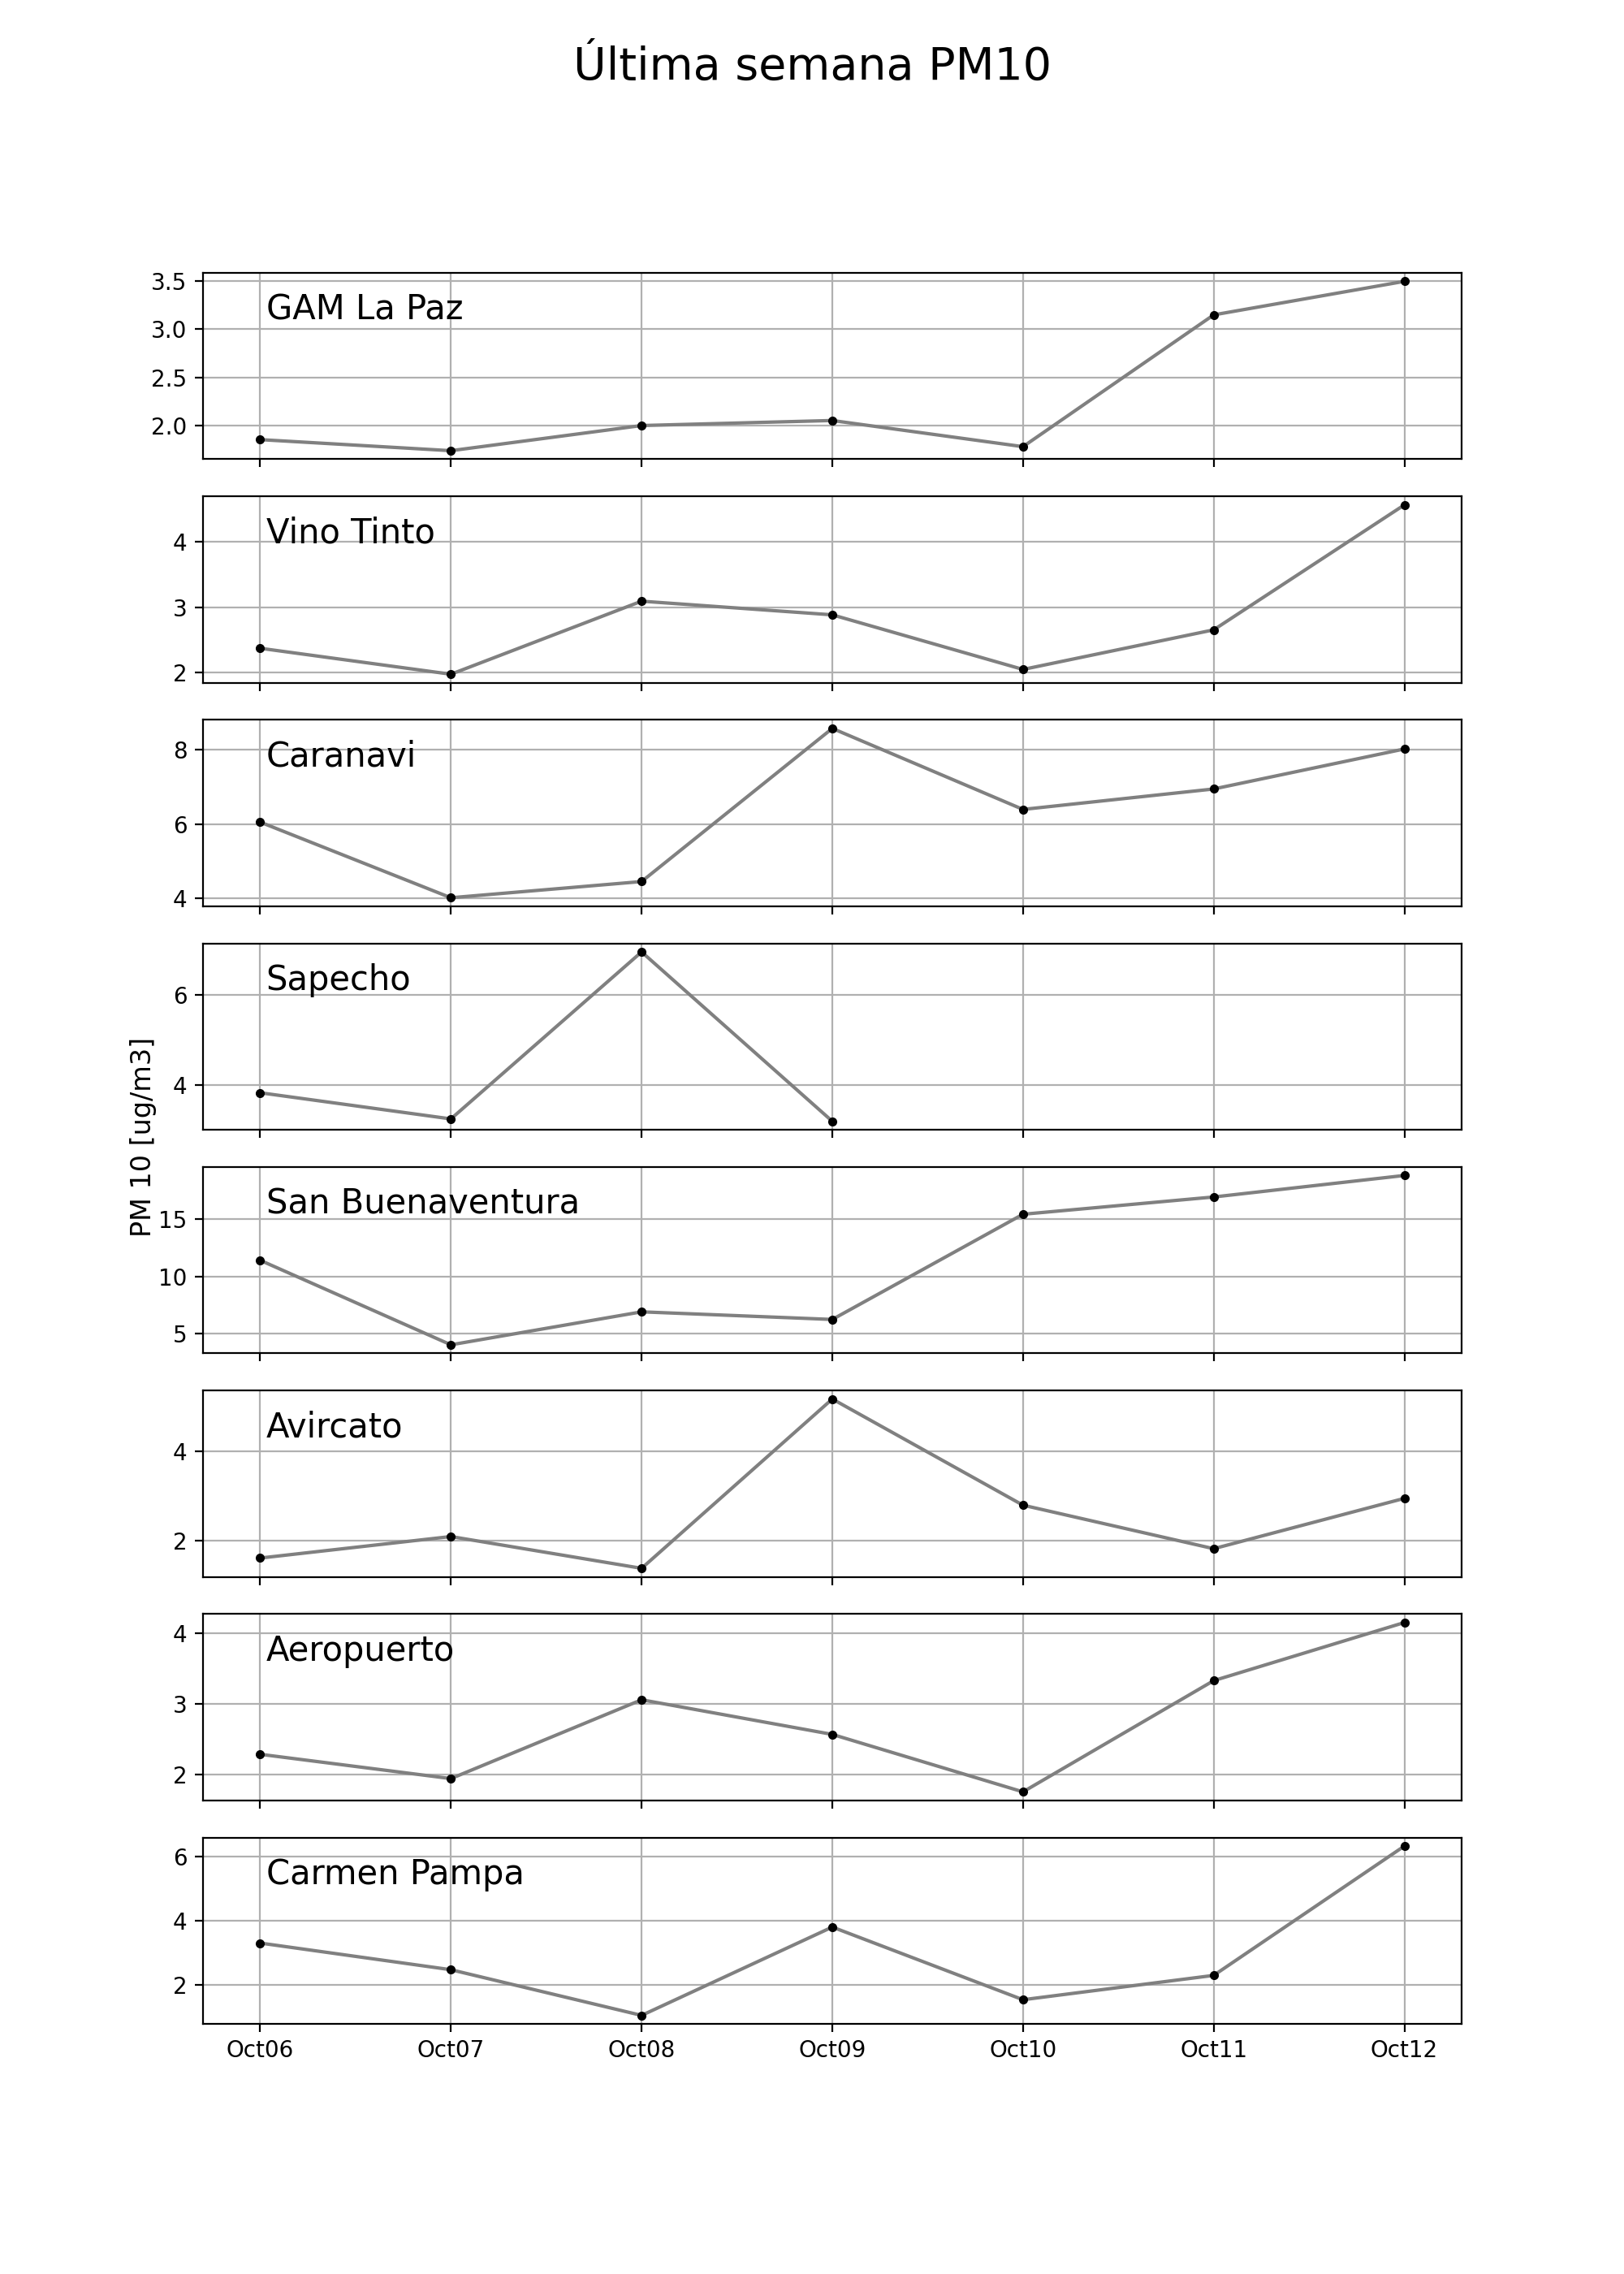 Última semana PM10
3.5
3.0
2.5
2.0
GAM La Paz
4
3
2
Vino Tinto
8
6
4
Caranavi
6
4
Sapecho
PM 10 [ug/m3]
15
10
5
San Buenaventura
4
2
Avircato
4
3
2
Aeropuerto
6
4
2
Carmen Pampa
Oct06 Oct07 Oct08 Oct09 Oct10 Oct11 Oct12